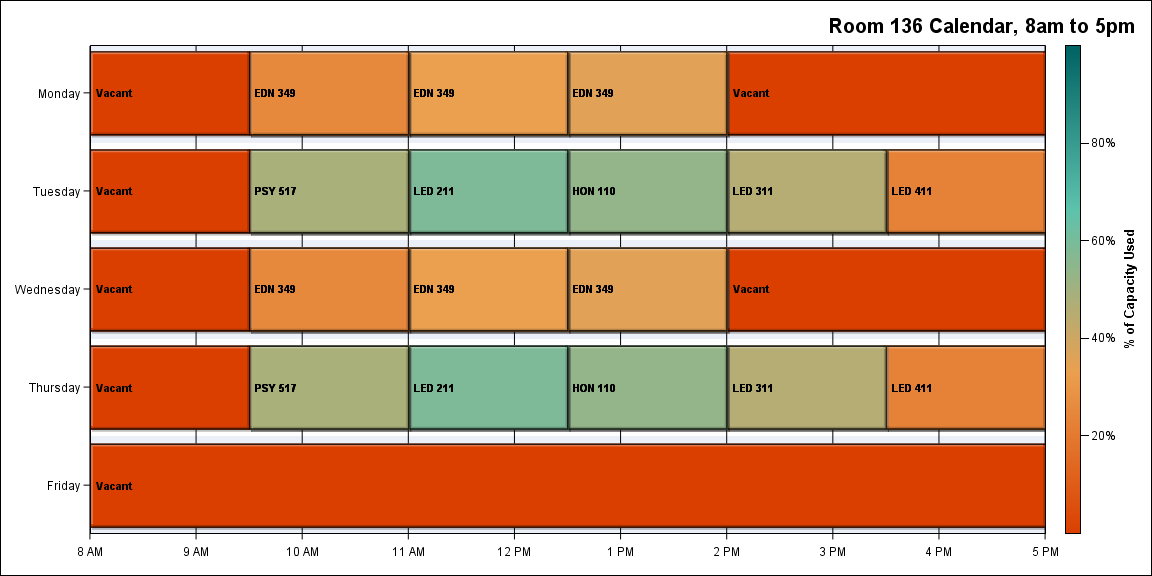 Room 136 Calendar, 8am to 5pm
Monday Vacant EDN 349 EDN 349 EDN 349 Vacant
Tuesday Vacant PSY 517 LED 211 HON 110 LED 311 LED 411
Wednesday Vacant EDN 349 EDN 349 EDN 349 Vacant
Thursday Vacant PSY 517 LED 211 HON 110 LED 311 LED 411
Friday Vacant
8 AM 9 AM 10 AM 11 AM 12 PM 1 PM 2 PM 3 PM 4 PM 5 PM
80%
60%
40%
20%
% of Capacity Used